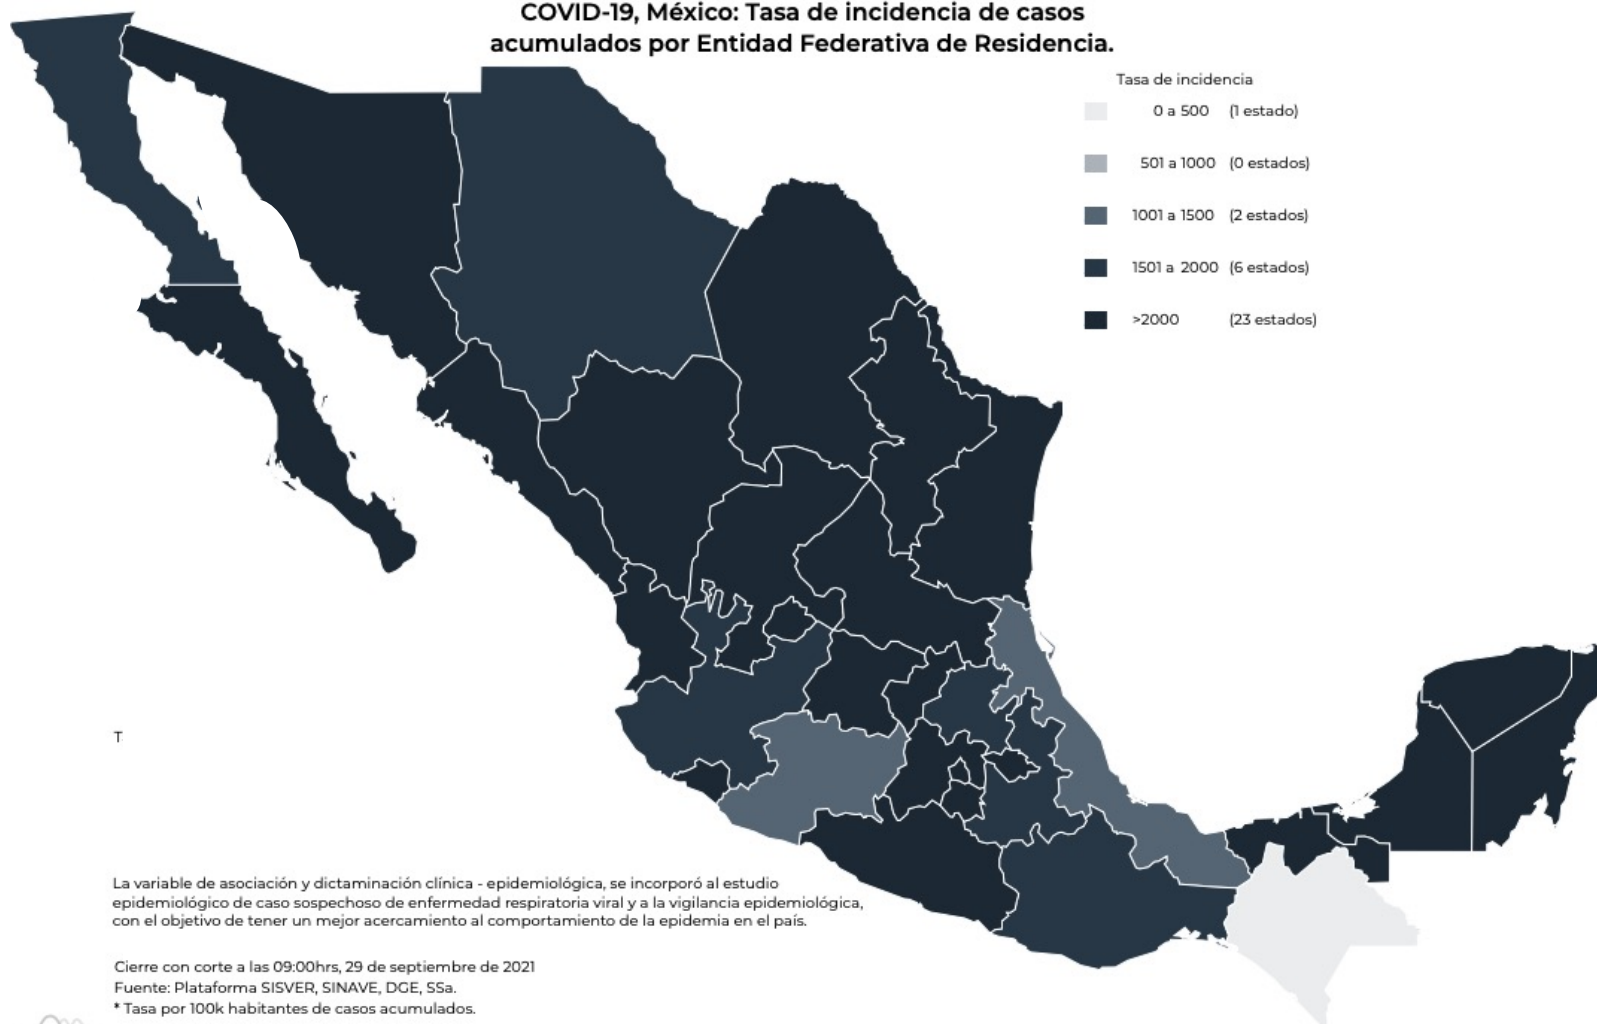 COVID-19, México: Tasa de incidencia de casos
acumulados por Entidad Federativa de Residencia.
Tasa de incidencia
0 a 500 (1 estado)
501 a 1000 (0 estados)
1001 a 1500 (2 estados)
1501 a 2000 (6 estados)
>2000 (23 estados)
T
La variable de asociación y dictaminación clínica - epidemiológica, se incorporó al estudio
epidemiológico de caso sospechoso de enfermedad respiratoria viral y a la vigilancia epidemiológica,
con el objetivo de tener un mejor acercamiento al comportamiento de la epidemia en el país.
Cierre con corte a las 09:00hrs, 29 de septiembre de 2021
Fuente: Plataforma SISVER, SINAVE, DGE, SSa.
* Tasa por 100k habitantes de casos acumulados.